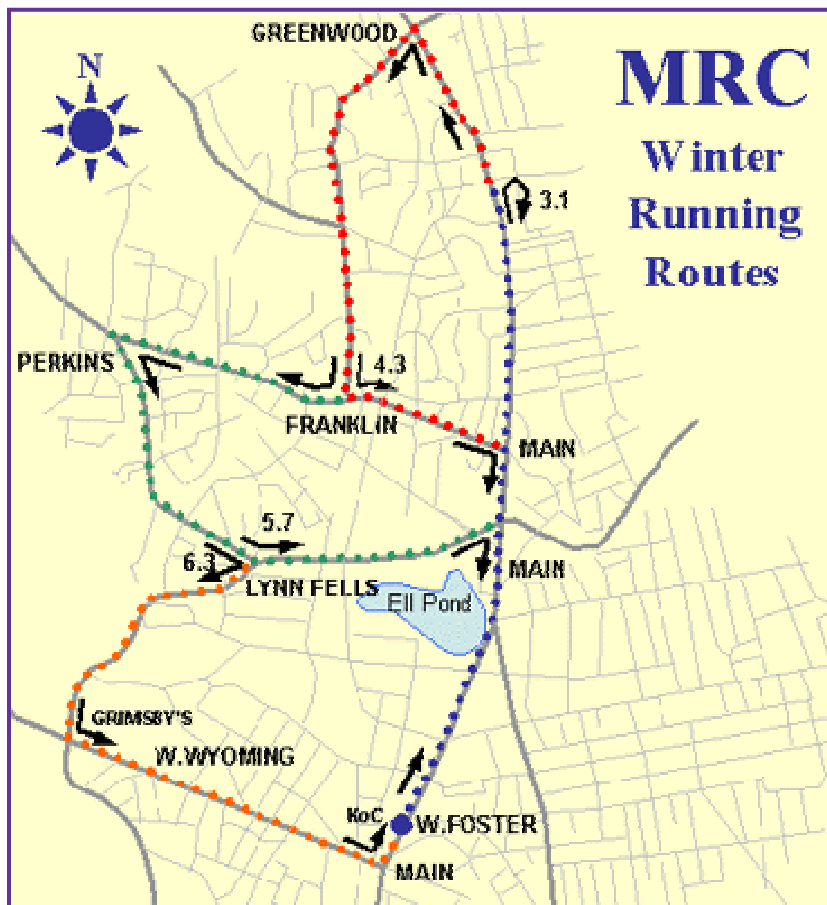 GREENWOOD
N
MRC
Winter
Running
Routes
3.1
PERKINS
4.3
FRANKLIN
MAIN
5.7
6.3
LYNN FELLS
MAIN
Ell Pond
GRIMSBY'S
W.WYOMING
KoC
W.FOSTER
MAIN